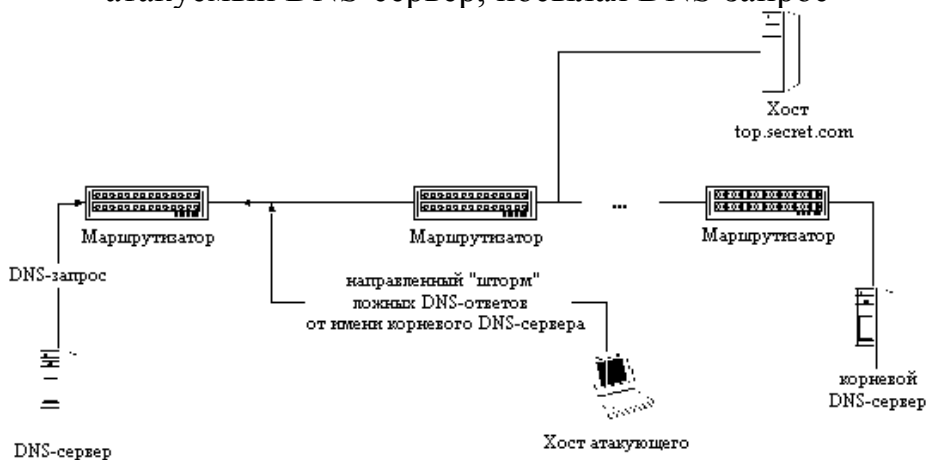 атакуемый DNS-сервер, посылая DNS-запрос
Хост
top.secret.com
Маршрутизатор
Маршрутизатор
...
Маршрутизатор
DNS-запрос
направленный "шторм"
ложных DNS-ответов
от имени корневого DNS-сервера
корневой
DNS-сервер
Хост атакующего
DNS-сервер